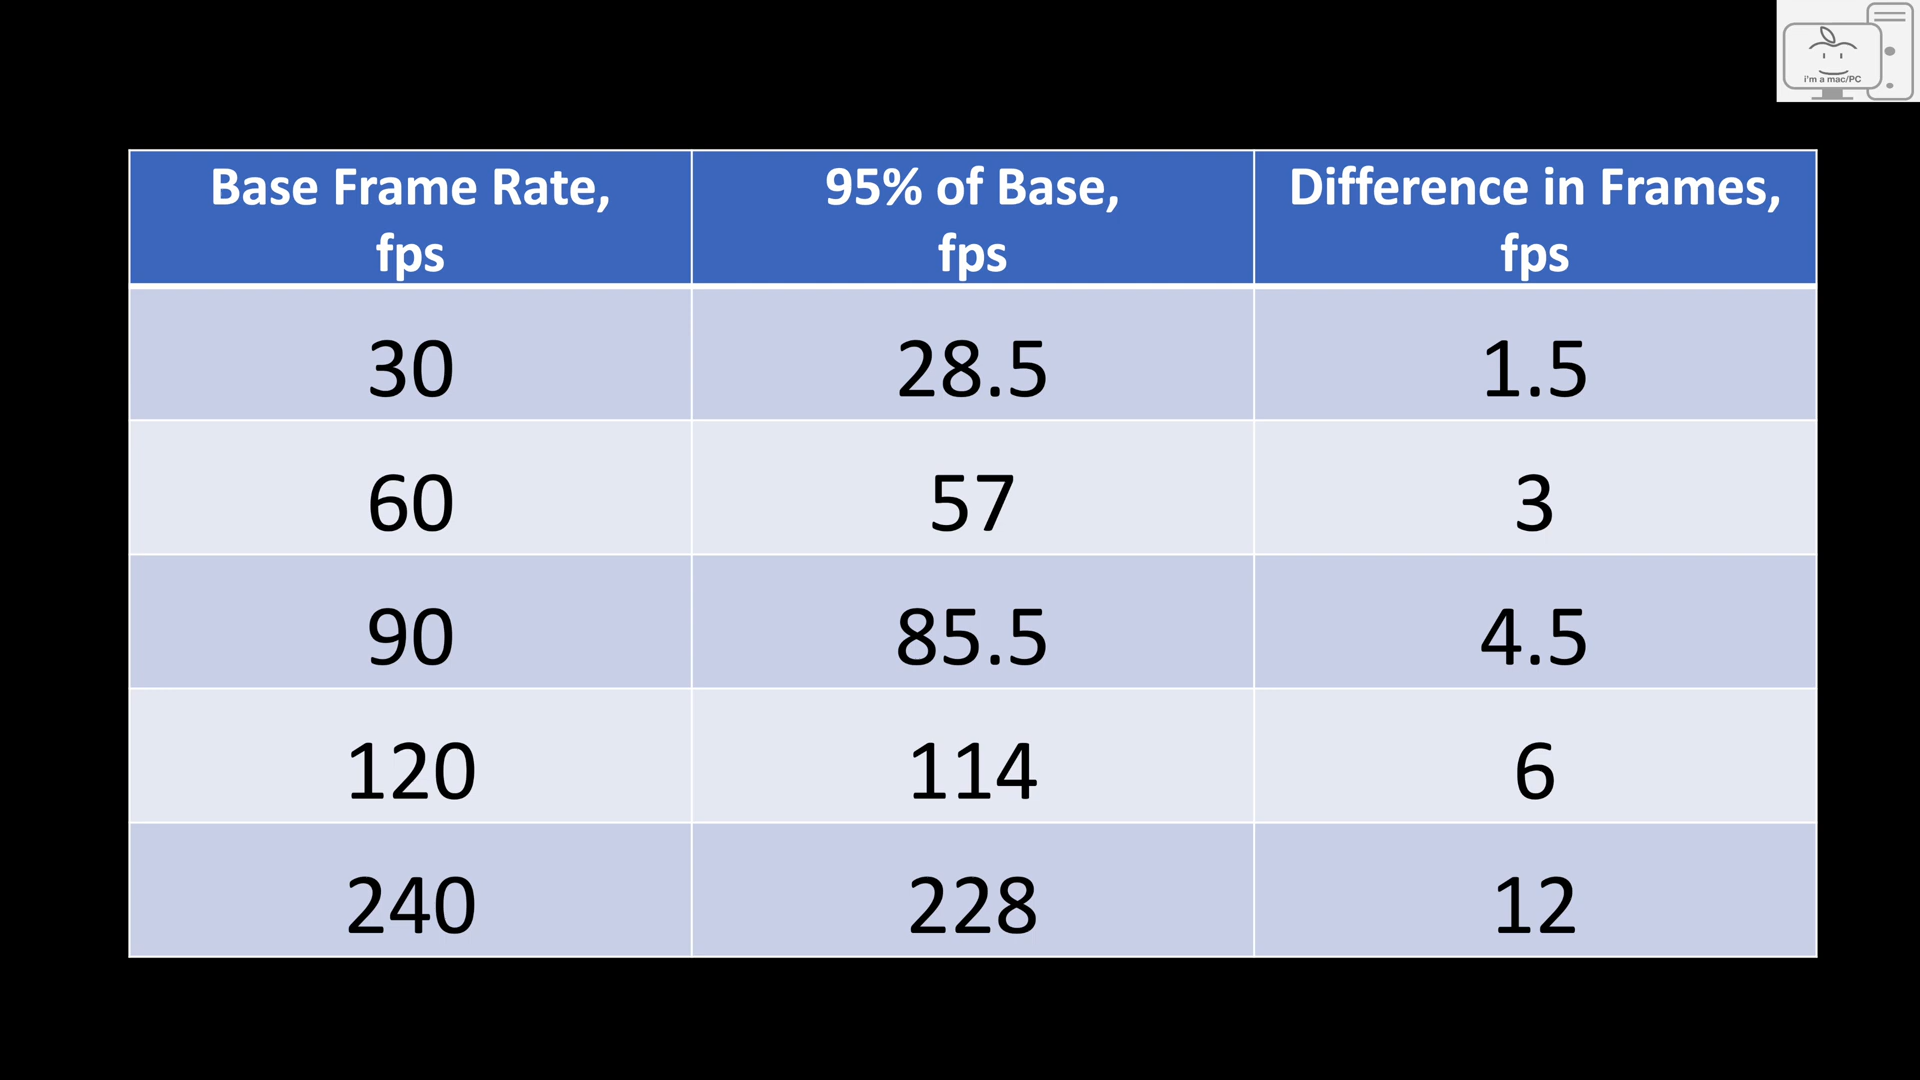 i'm a mac/PC
Base Frame Rate, 95% of Base, Difference in Frames,
fps fps fps
30 28.5 1.5
60 57 3
90 85.5 4.5
120 114 6
240 228 12